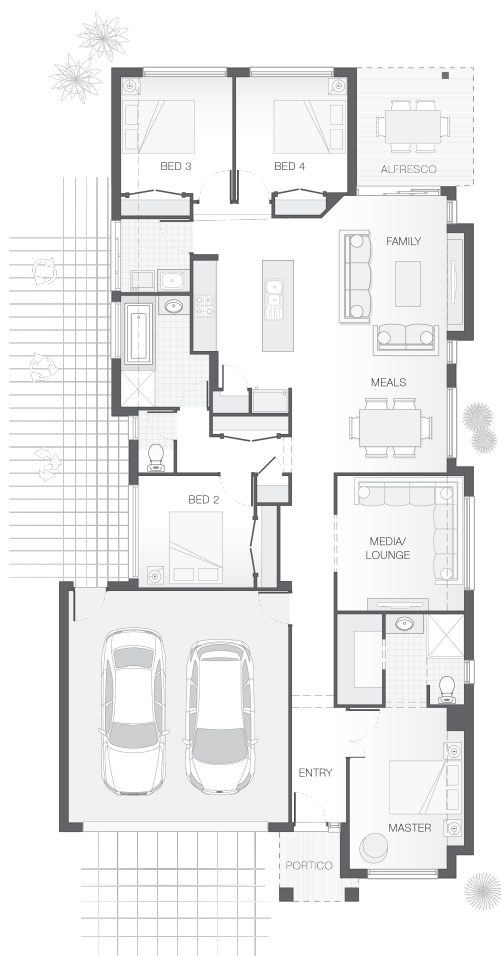 BED 3
BED 4
ALFRESCO
FAMILY
MEALS
BED 2
MEDIA/
LOUNGE
ENTRY
MASTER
PORTICO